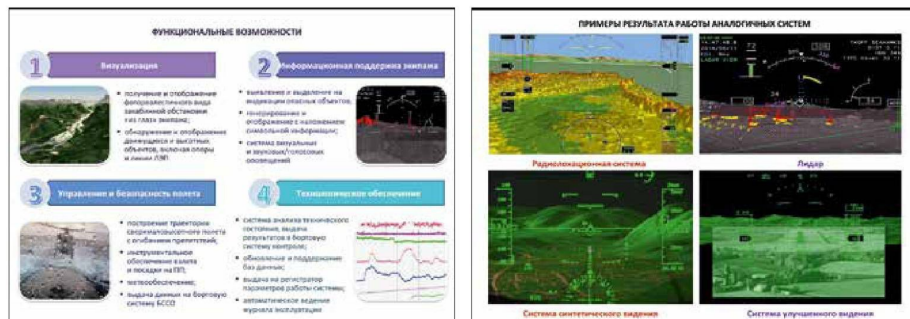 ФУНКЦИОНАЛЬНЫЕ ВОЗМОЖНОСТИ
1 Визуализация
получение и отображение
фотореалистичного вида
закабинной обстановки
«из глаз экипажа»;
обнаружение и отображение
движущихся и высотных
объектов, включая опоры
и линии ЛЭП
2 Информационная поддержка экипажа
выявление и выделение на
индикации опасных объектов;
генерирование и
отображение с наложением
символьной информации;
система визуальных
и звуковых/голосовых
оповещений
3 Управление и безопасность полета
построение траектории
сверхмаловысотного полета
с огибанием препятствий;
инструментальное
обеспечение взлета
и посадки на ПП;
метеообеспечение;
выдача данных на бортовую
систему БССО
4 Технологическое обеспечение
система анализа технического
состояния, выдача
результатов в бортовую
систему контроля;
обновление и поддержание
баз данных;
выдача на регистратор
параметров работы системы;
автоматическое ведение
журнала эксплуатации
ПРИМЕРЫ РЕЗУЛЬТАТА РАБОТЫ АНАЛОГИЧНЫХ СИСТЕМ
Радиолокационная система
Лидар
Система синтетического видения
Система улучшенного видения